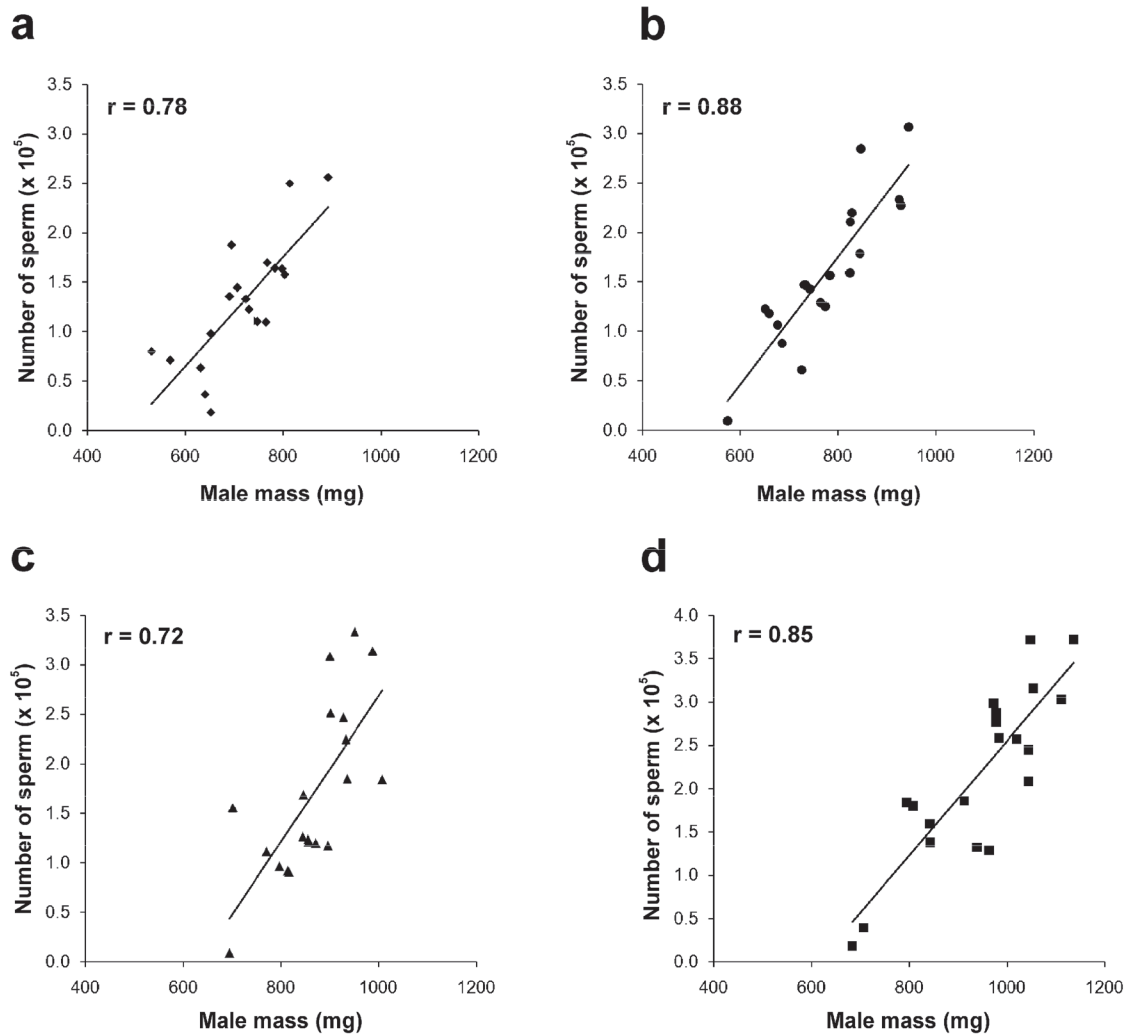 a
r = 0.78
Number of sperm (x 10⁵)
3.5
3.0
2.5
2.0
1.5
1.0
0.5
0.0
400 600 800 1000 1200
Male mass (mg)
b
r = 0.88
Number of sperm (x 10⁵)
3.5
3.0
2.5
2.0
1.5
1.0
0.5
0.0
400 600 800 1000 1200
Male mass (mg)
c
r = 0.72
Number of sperm (x 10⁵)
3.5
3.0
2.5
2.0
1.5
1.0
0.5
0.0
400 600 800 1000 1200
Male mass (mg)
d
r = 0.85
Number of sperm (x 10⁵)
4.0
3.5
3.0
2.5
2.0
1.5
1.0
0.5
0.0
400 600 800 1000 1200
Male mass (mg)